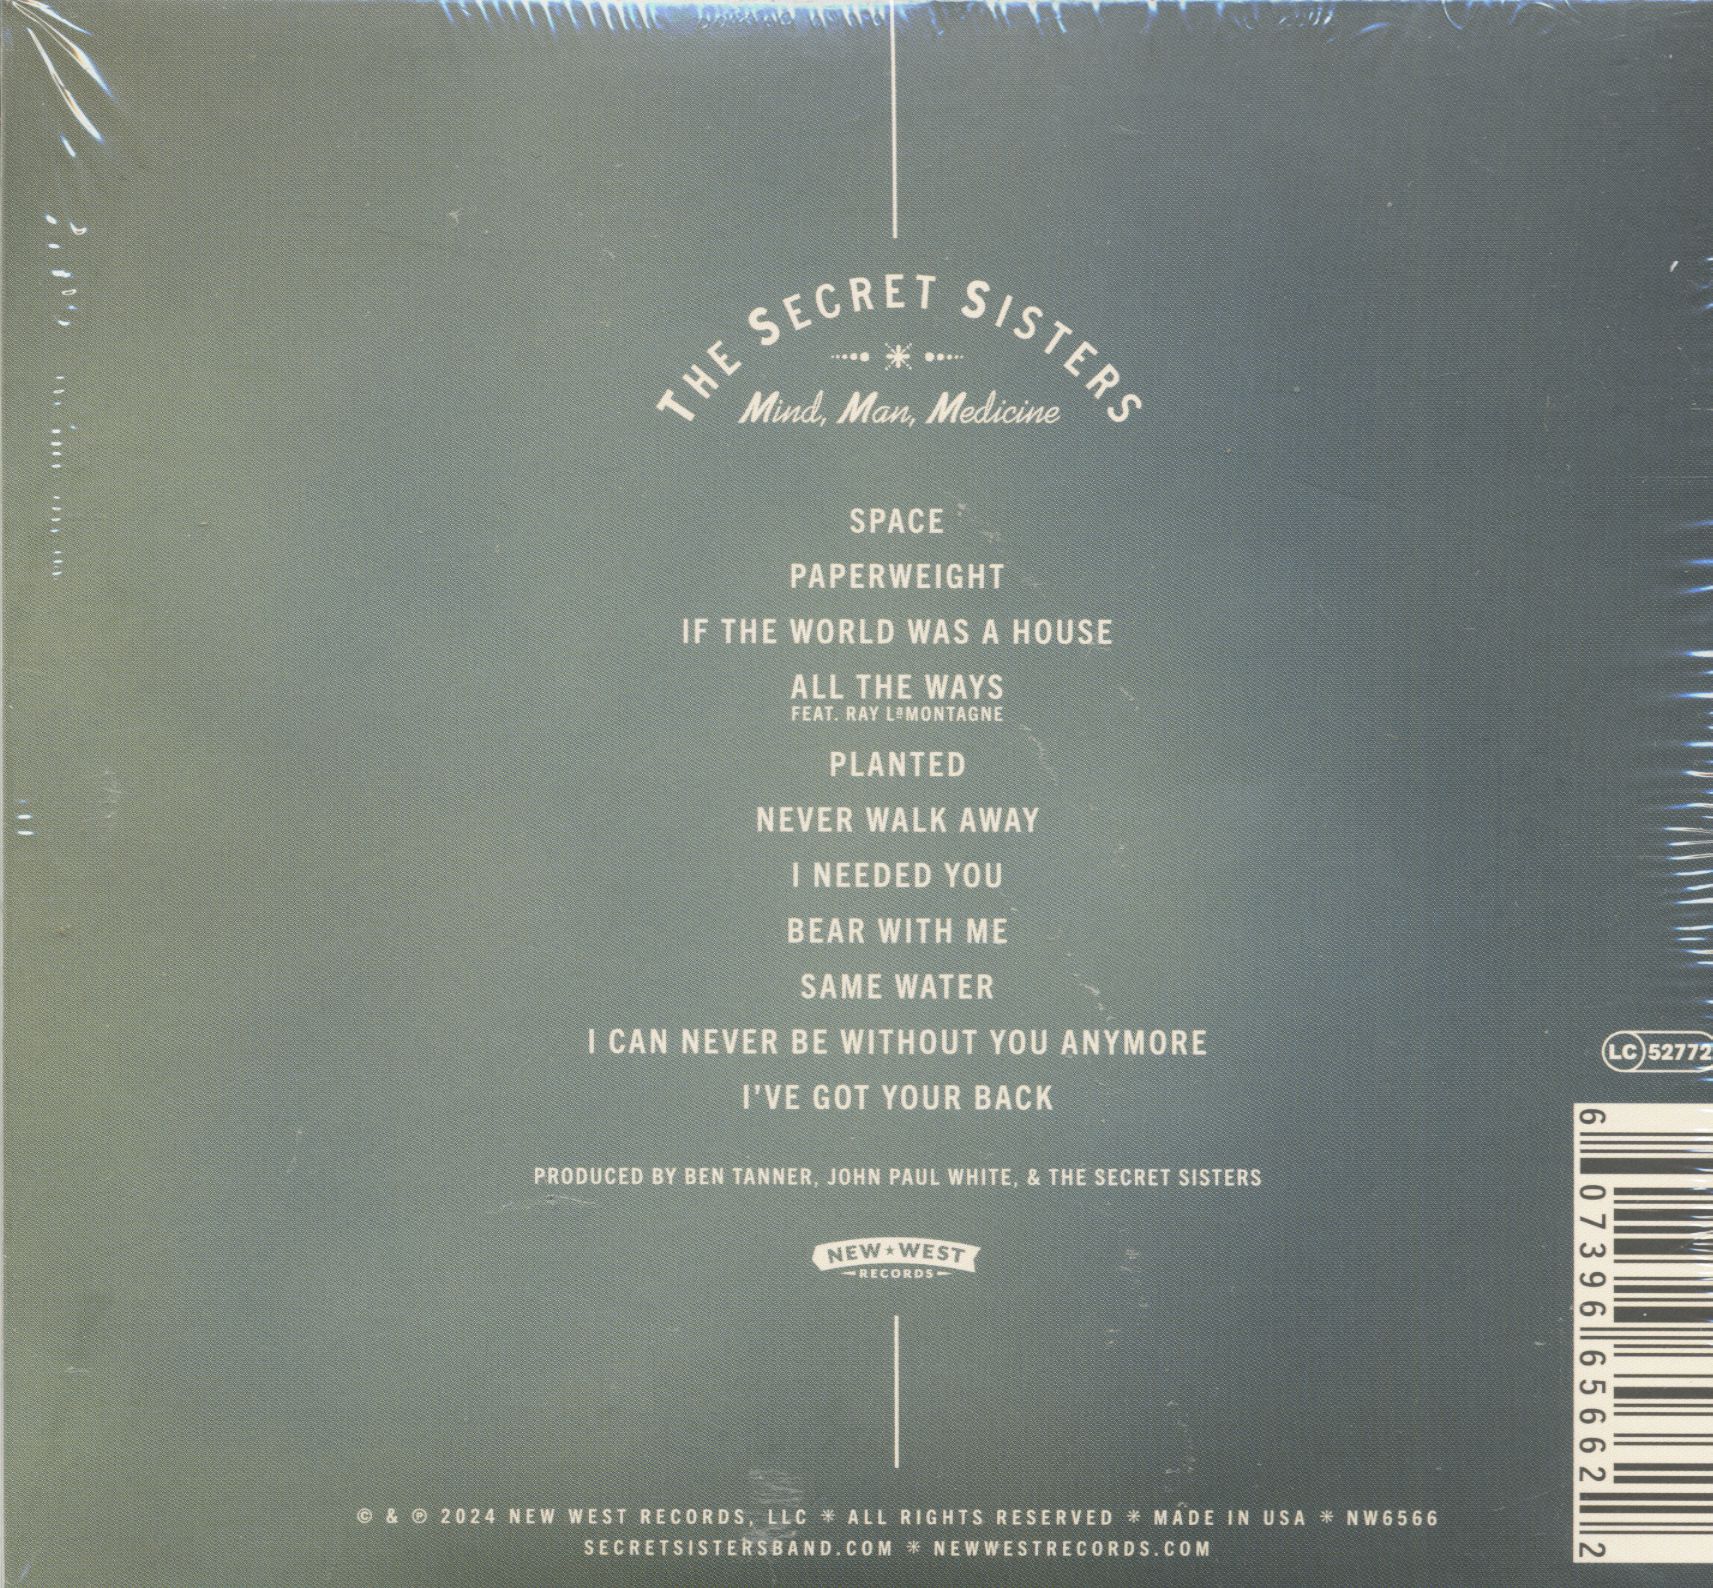 THE SECRET SISTERS
Mind, Man, Medicine
SPACE
PAPERWEIGHT
IF THE WORLD WAS A HOUSE
ALL THE WAYS
FEAT. RAY LaMONTAGNE
PLANTED
NEVER WALK AWAY
I NEEDED YOU
BEAR WITH ME
SAME WATER
I CAN NEVER BE WITHOUT YOU ANYMORE
I'VE GOT YOUR BACK
PRODUCED BY BEN TANNER, JOHN PAUL WHITE, & THE SECRET SISTERS
NEW ★ WEST
RECORDS
© & ℗ 2024 NEW WEST RECORDS, LLC ✳ ALL RIGHTS RESERVED ✳ MADE IN USA ✳ NW6566
SECRETSISTERSBAND.COM ✳ NEWWESTRECORDS.COM
LC 52772
6 07396 65662 2